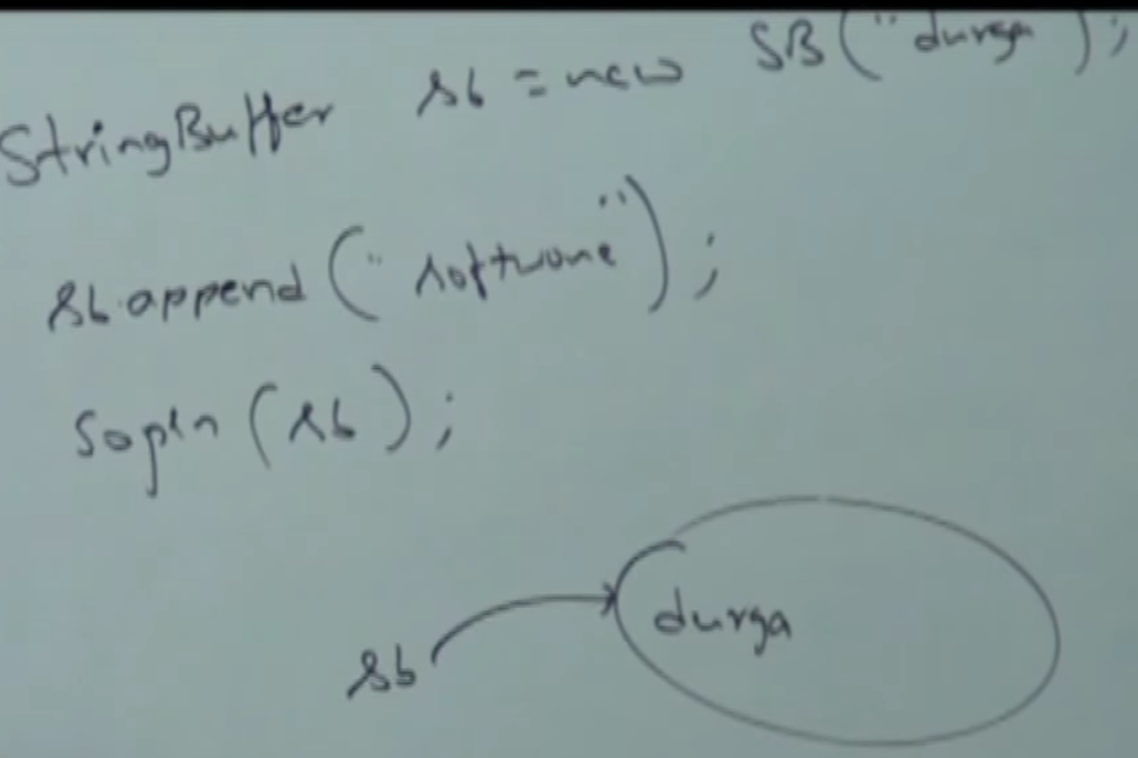 StringBuffer sb = new SB("durga");
sb.append("software");
Sopln(sb);
durga
sb